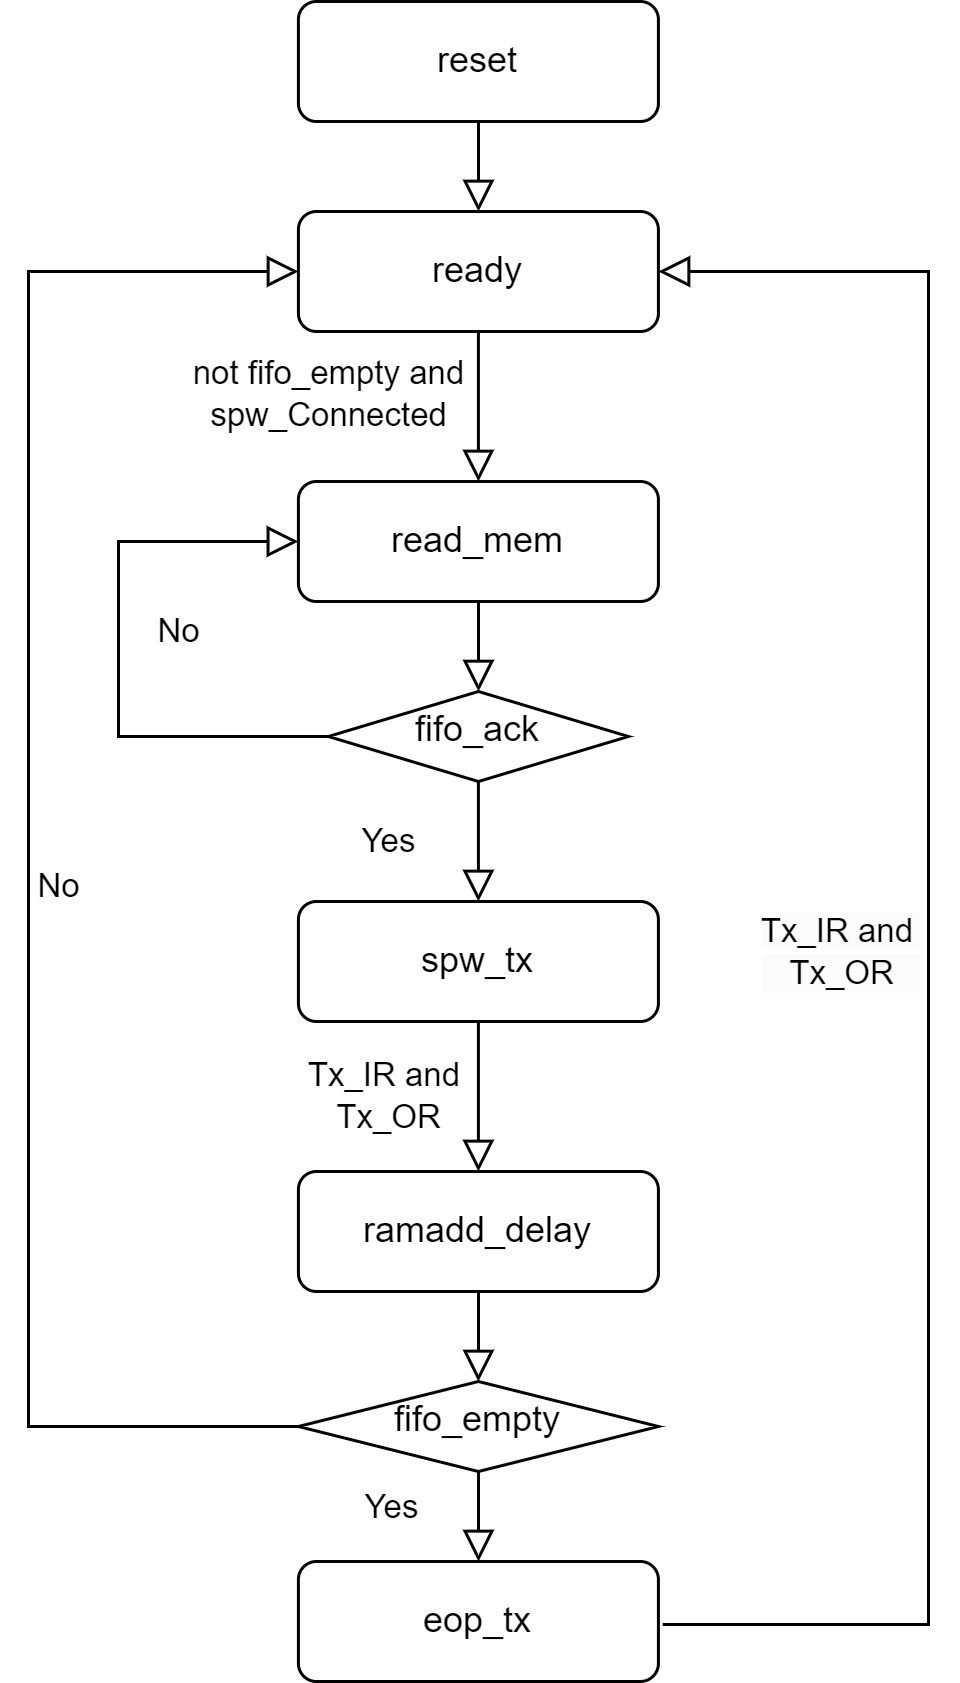 reset
ready
not fifo_empty and
spw_Connected
read_mem
No
fifo_ack
Yes
No
spw_tx
Tx_IR and
Tx_OR
Tx_IR and
Tx_OR
ramadd_delay
fifo_empty
Yes
eop_tx